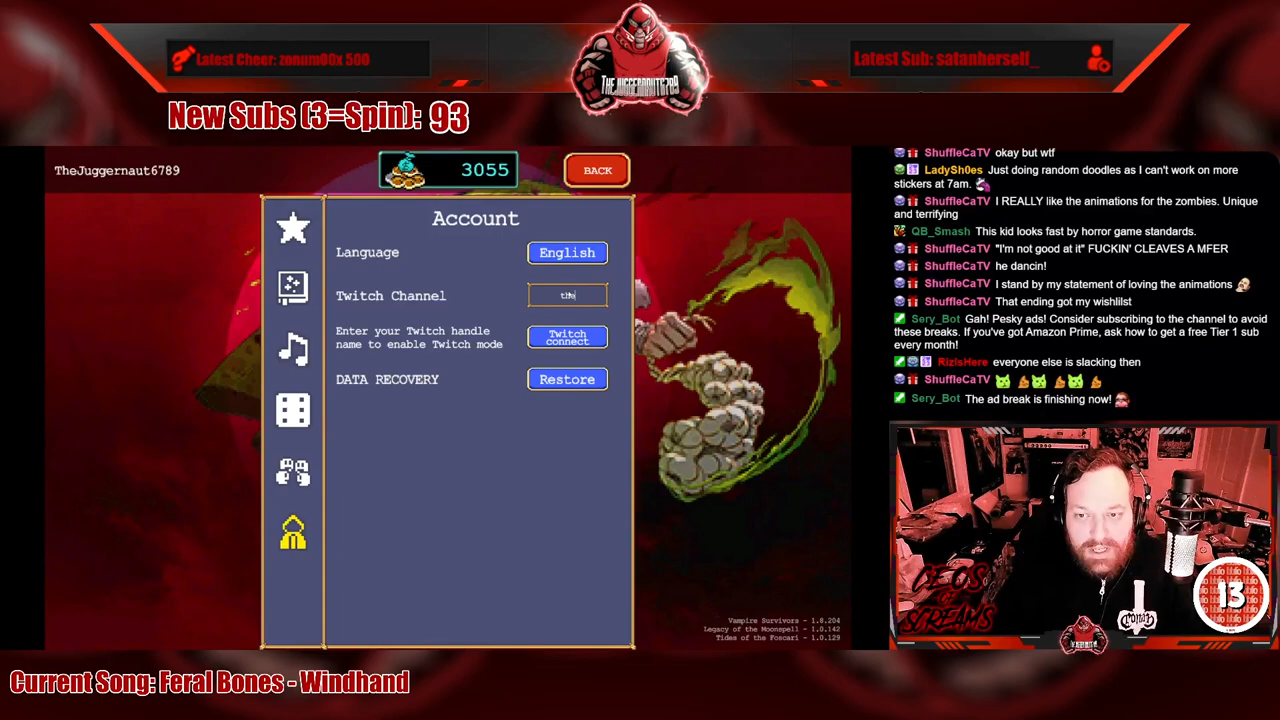 Latest Cheer: zonum00x 500
THEJUGGERNAUT6789
Latest Sub: satanherself_
New Subs (3=Spin): 93
TheJuggernaut6789
3055
BACK
Account
Language
English
Twitch Channel
Enter your Twitch handle
name to enable Twitch mode
Twitch
connect
DATA RECOVERY
Restore
Vampire Survivors - 1.8.204
Legacy of the Moonspell - 1.0.142
Tides of the Foscari - 1.0.129
ShuffleCaTV okay but wtf
LadySh0es Just doing random doodles as I can't work on more
stickers at 7am.
ShuffleCaTV I REALLY like the animations for the zombies. Unique
and terrifying
QB_Smash This kid looks fast by horror game standards.
ShuffleCaTV "I'm not good at it" FUCKIN' CLEAVES A MFER
ShuffleCaTV he dancin!
ShuffleCaTV I stand by my statement of loving the animations
ShuffleCaTV That ending got my wishlilst
Sery_Bot Gah! Pesky ads! Consider subscribing to the channel to avoid
these breaks. If you've got Amazon Prime, ask how to get a free Tier 1 sub
every month!
RizIsHere everyone else is slacking then
ShuffleCaTV
Sery_Bot The ad break is finishing now!
SCREAMS
13
Current Song: Feral Bones - Windhand